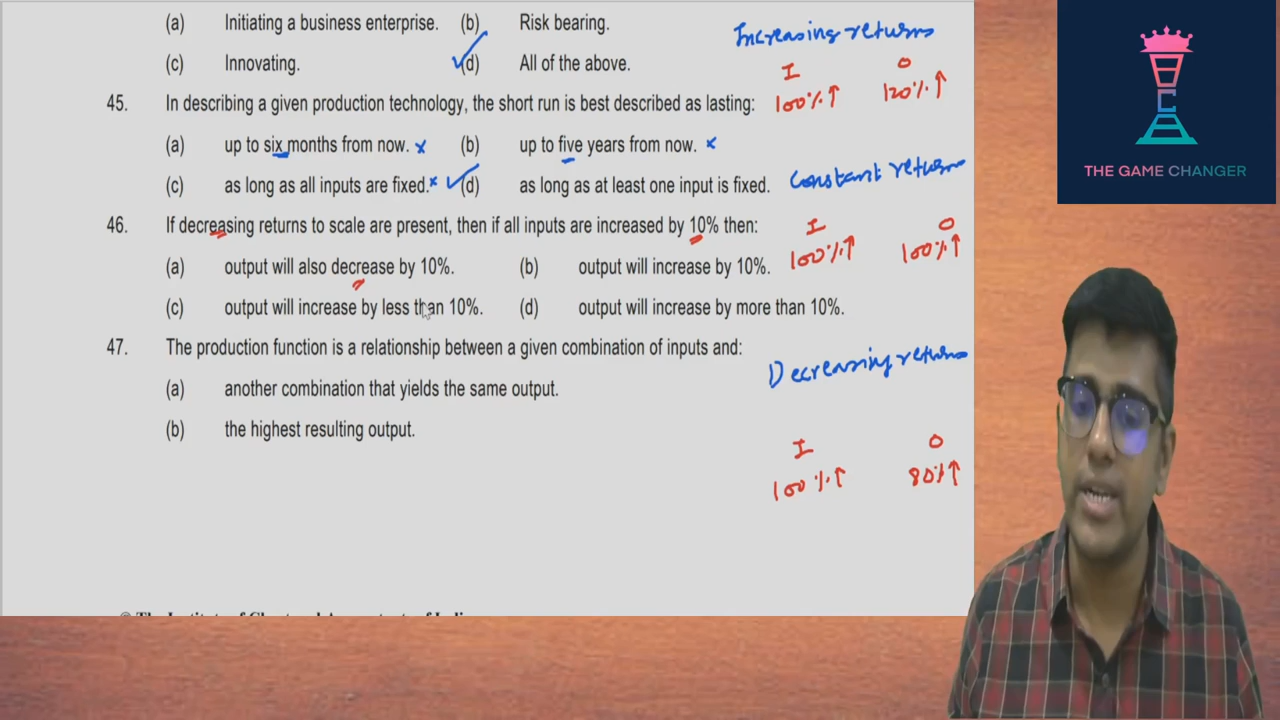 (a) Initiating a business enterprise. (b) Risk bearing.
(c) Innovating. (d) All of the above.
45. In describing a given production technology, the short run is best described as lasting:
(a) up to six months from now. x (b) up to five years from now. x
(c) as long as all inputs are fixed. x (d) as long as at least one input is fixed.
46. If decreasing returns to scale are present, then if all inputs are increased by 10% then:
(a) output will also decrease by 10%. (b) output will increase by 10%.
(c) output will increase by less than 10%. (d) output will increase by more than 10%.
47. The production function is a relationship between a given combination of inputs and:
(a) another combination that yields the same output.
(b) the highest resulting output.
Increasing returns
I O
100%↑ 120%↑
Constant returns
I O
100%↑ 100%↑
Decreasing returns
I O
100%↑ 80%↑
C
THE GAME CHANGER